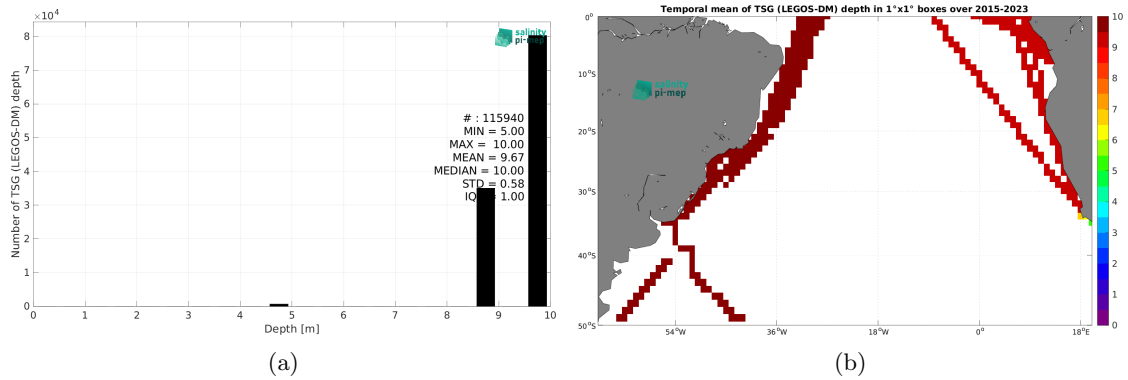 ×10⁴
8
7
6
5
4
3
2
1
0
Number of TSG (LEGOS-DM) depth
salinity
pi-mep
# : 115940
MIN = 5.00
MAX = 10.00
MEAN = 9.67
MEDIAN = 10.00
STD = 0.58
= 1.00
0 1 2 3 4 5 6 7 8 9 10
Depth [m]
(a)
Temporal mean of TSG (LEGOS-DM) depth in 1°x1° boxes over 2015-2023
0°
10°S
20°S
30°S
40°S
50°S
salinity
pi-mep
54°W 36°W 18°W 0° 18°E
10
9
8
7
6
5
4
3
2
1
0
(b)